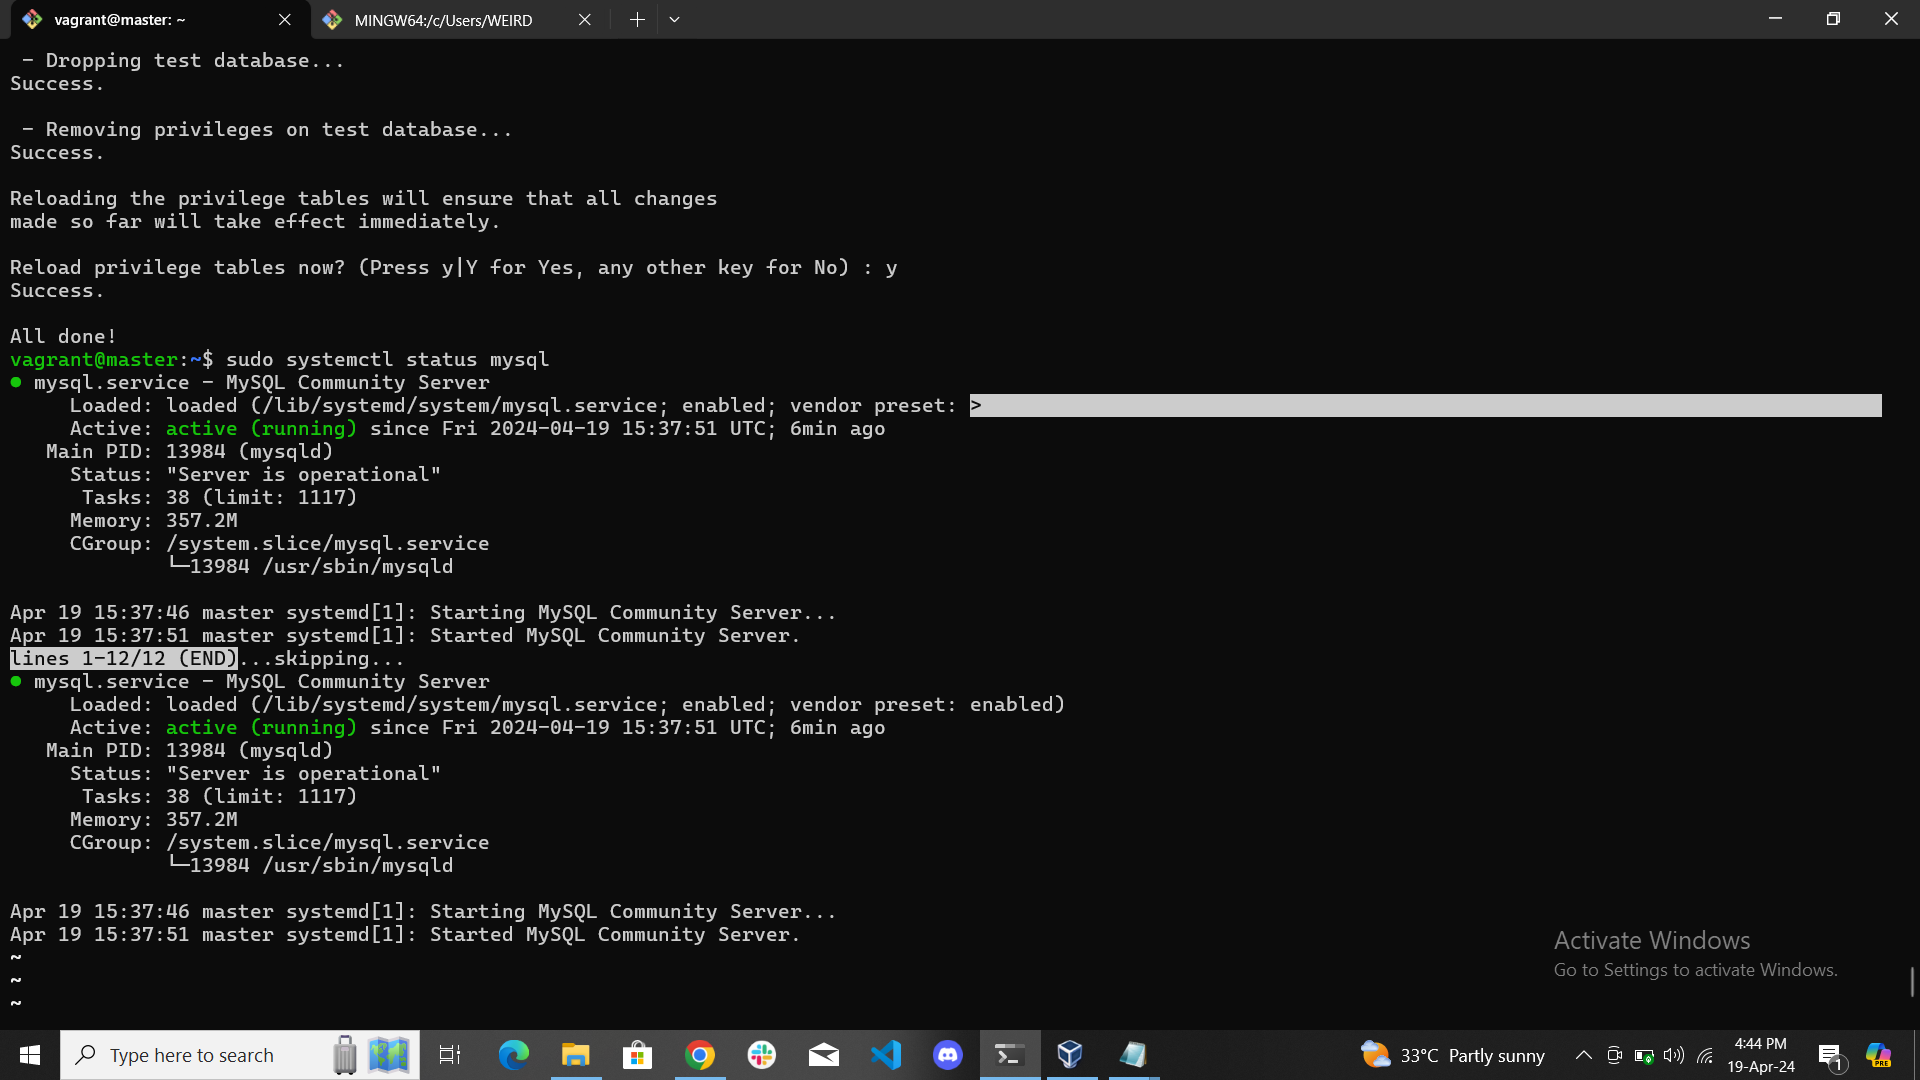 vagrant@master: ~
MINGW64:/c/Users/WEIRD
- Dropping test database...
Success.
- Removing privileges on test database...
Success.
Reloading the privilege tables will ensure that all changes
made so far will take effect immediately.
Reload privilege tables now? (Press y|Y for Yes, any other key for No) : y
Success.
All done!
vagrant@master:~$ sudo systemctl status mysql
● mysql.service - MySQL Community Server
Loaded: loaded (/lib/systemd/system/mysql.service; enabled; vendor preset: >
Active: active (running) since Fri 2024-04-19 15:37:51 UTC; 6min ago
Main PID: 13984 (mysqld)
Status: "Server is operational"
Tasks: 38 (limit: 1117)
Memory: 357.2M
CGroup: /system.slice/mysql.service
└─13984 /usr/sbin/mysqld
Apr 19 15:37:46 master systemd[1]: Starting MySQL Community Server...
Apr 19 15:37:51 master systemd[1]: Started MySQL Community Server.
lines 1-12/12 (END)...skipping...
● mysql.service - MySQL Community Server
Loaded: loaded (/lib/systemd/system/mysql.service; enabled; vendor preset: enabled)
Active: active (running) since Fri 2024-04-19 15:37:51 UTC; 6min ago
Main PID: 13984 (mysqld)
Status: "Server is operational"
Tasks: 38 (limit: 1117)
Memory: 357.2M
CGroup: /system.slice/mysql.service
└─13984 /usr/sbin/mysqld
Apr 19 15:37:46 master systemd[1]: Starting MySQL Community Server...
Apr 19 15:37:51 master systemd[1]: Started MySQL Community Server.
~
~
~
Activate Windows
Go to Settings to activate Windows.
Type here to search
33°C Partly sunny
4:44 PM
19-Apr-24
1
PRE